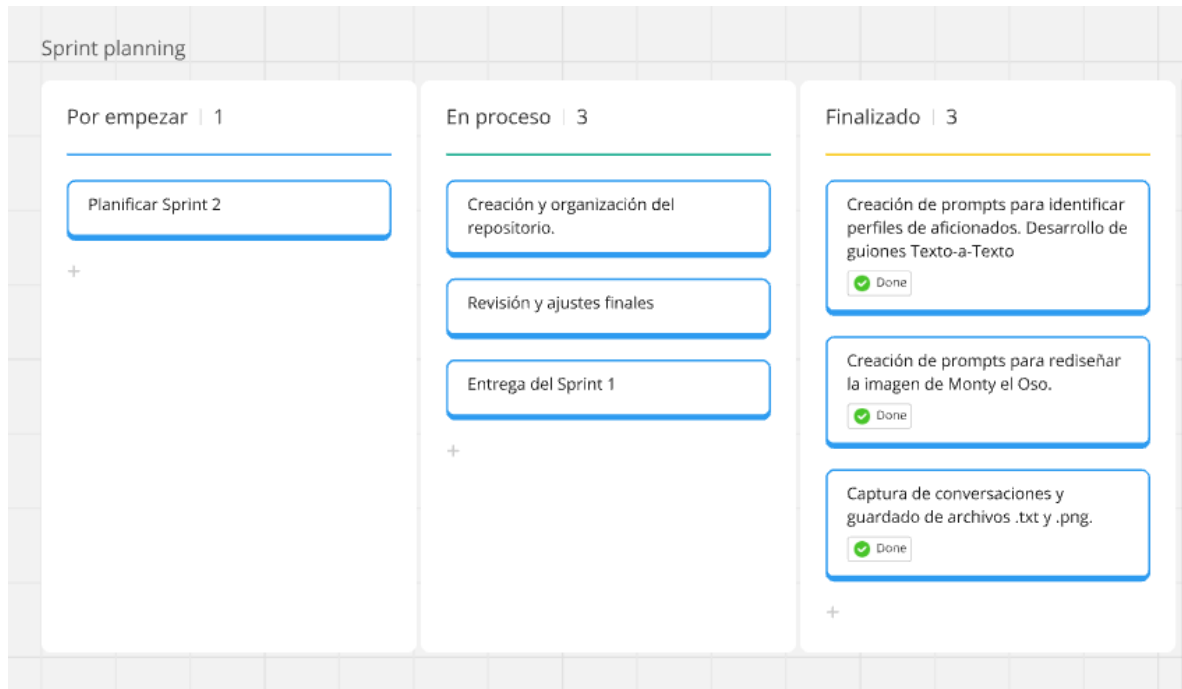 Sprint planning
Por empezar | 1
Planificar Sprint 2
+
En proceso | 3
Creación y organización del
repositorio.
Revisión y ajustes finales
Entrega del Sprint 1
+
Finalizado | 3
Creación de prompts para identificar
perfiles de aficionados. Desarrollo de
guiones Texto-a-Texto
Done
Creación de prompts para rediseñar
la imagen de Monty el Oso.
Done
Captura de conversaciones y
guardado de archivos .txt y .png.
Done
+